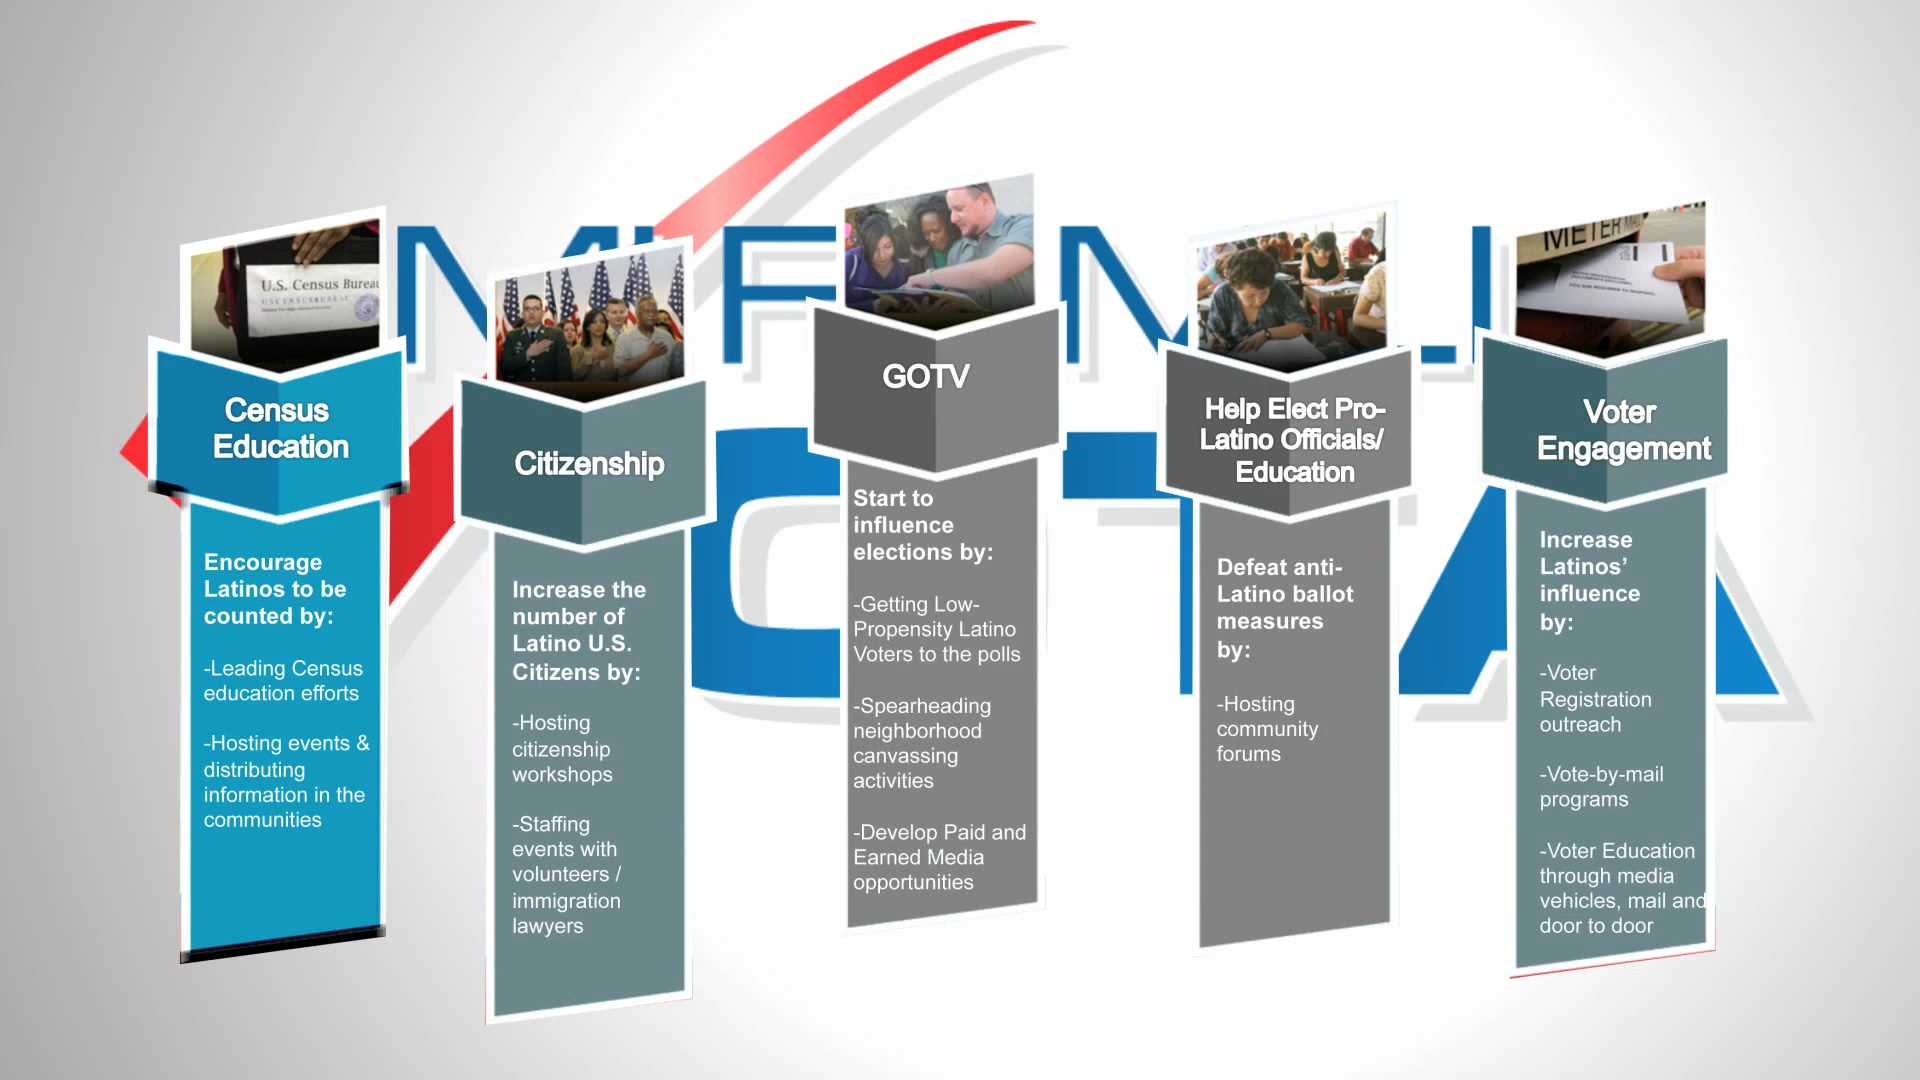 U.S. Census Bureau
USCENSUSBUREAU
Census
Education
Encourage
Latinos to be
counted by:
-Leading Census
education efforts
-Hosting events &
distributing
information in the
communities
Citizenship
Increase the
number of
Latino U.S.
Citizens by:
-Hosting
citizenship
workshops
-Staffing
events with
volunteers /
immigration
lawyers
GOTV
Start to
influence
elections by:
-Getting Low-
Propensity Latino
Voters to the polls
-Spearheading
neighborhood
canvassing
activities
-Develop Paid and
Earned Media
opportunities
Help Elect Pro-
Latino Officials/
Education
Defeat anti-
Latino ballot
measures
by:
-Hosting
community
forums
METER
Voter
Engagement
Increase
Latinos’
influence
by:
-Voter
Registration
outreach
-Vote-by-mail
programs
-Voter Education
through media
vehicles, mail and
door to door